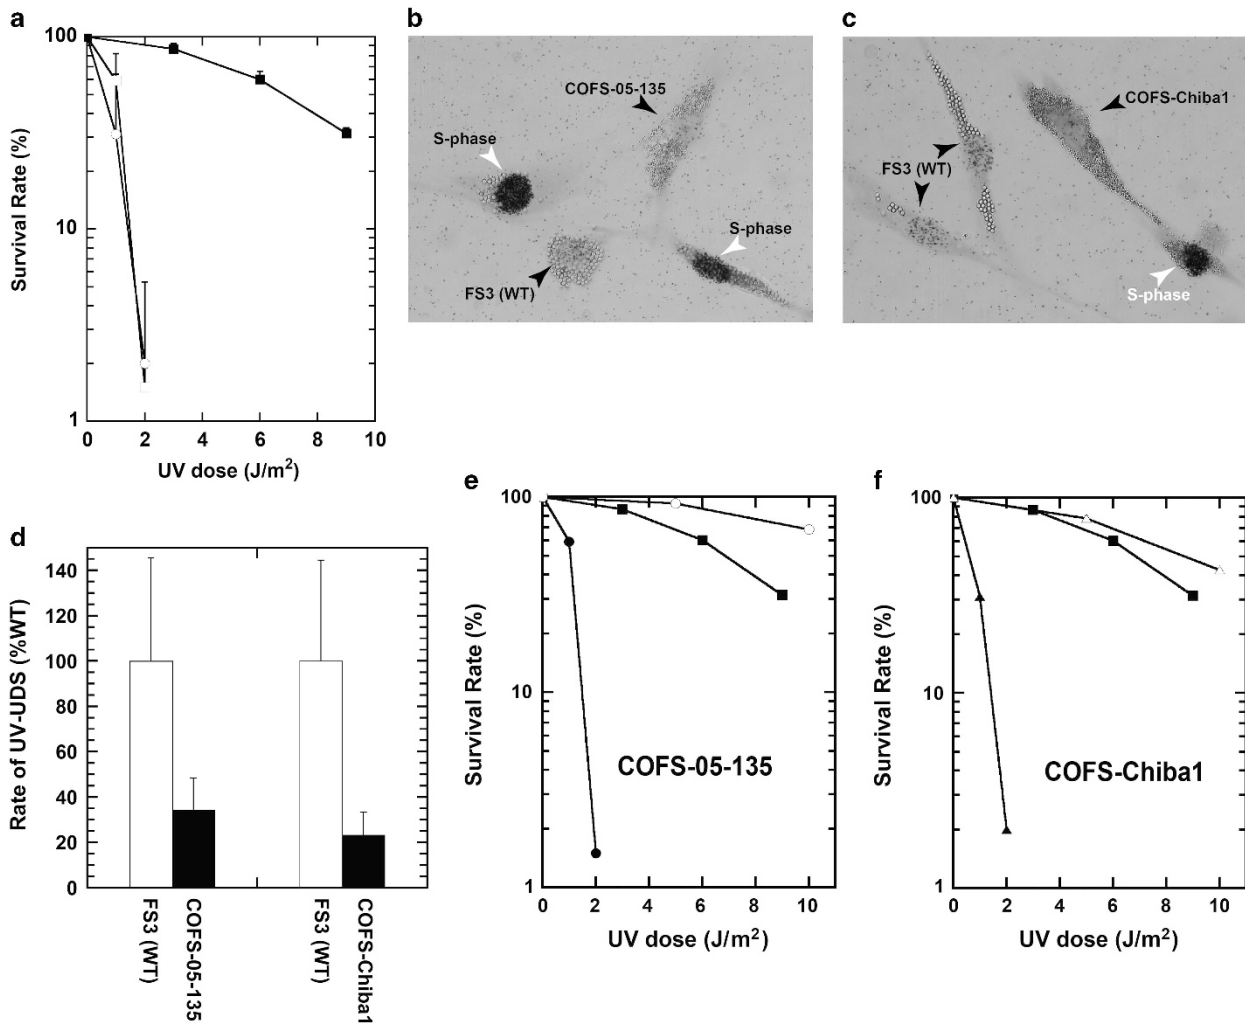 a
100
10
1
Survival Rate (%)
0 2 4 6 8 10
UV dose (J/m²)
b
COFS-05-135
S-phase
S-phase
FS3 (WT)
c
COFS-Chiba1
FS3 (WT)
S-phase
d
140
120
100
80
60
40
20
0
Rate of UV-UDS (%WT)
FS3 (WT)
COFS-05-135
FS3 (WT)
COFS-Chiba1
e
100
10
1
Survival Rate (%)
COFS-05-135
0 2 4 6 8 10
UV dose (J/m²)
f
100
10
1
Survival Rate (%)
COFS-Chiba1
0 2 4 6 8 10
UV dose (J/m²)